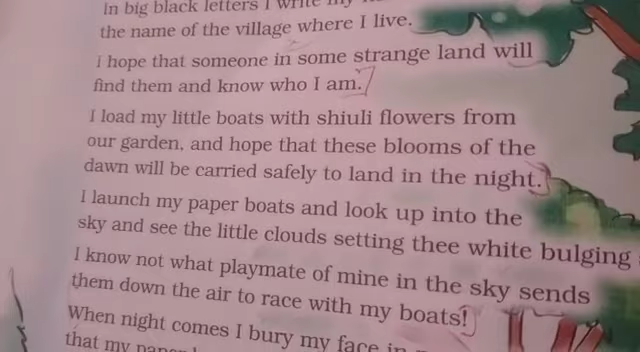 In big black letters I write my
the name of the village where I live.
I hope that someone in some strange land will
find them and know who I am.
I load my little boats with shiuli flowers from
our garden, and hope that these blooms of the
dawn will be carried safely to land in the night.
I launch my paper boats and look up into the
sky and see the little clouds setting thee white bulging
I know not what playmate of mine in the sky sends
them down the air to race with my boats!
When night comes I bury my face in
that my paper